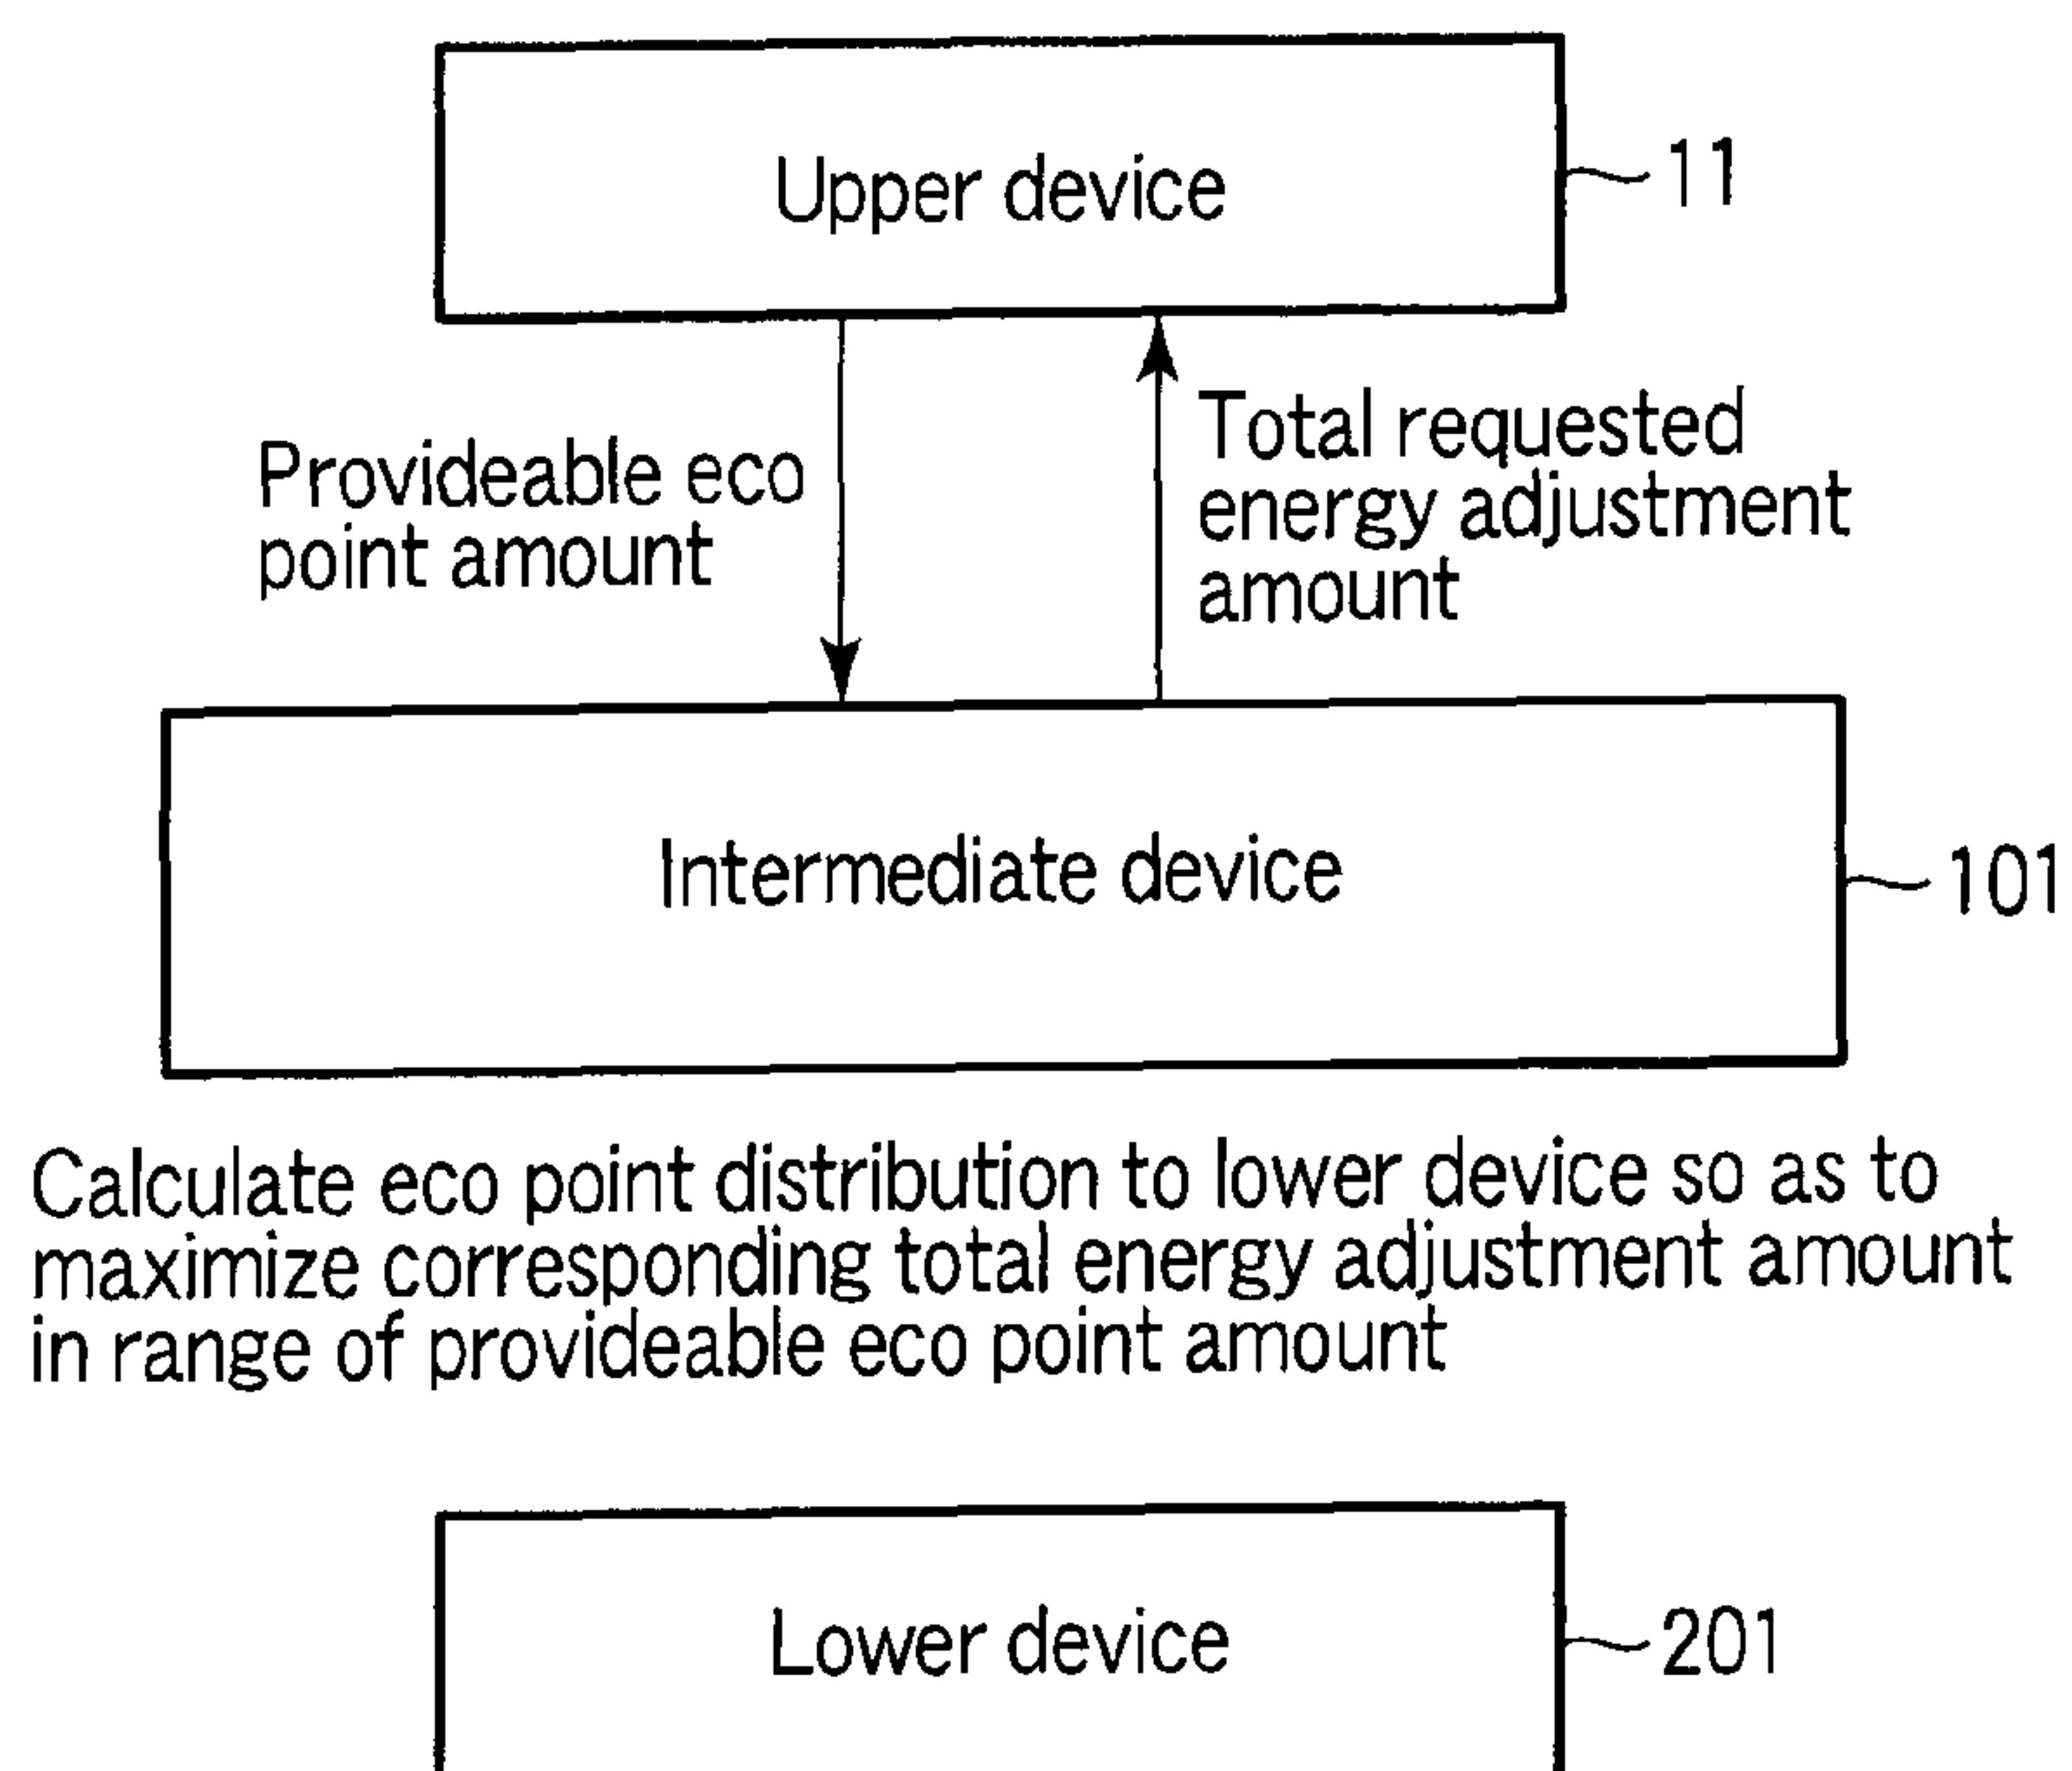 Upper device
11
Provideable eco
point amount
Total requested
energy adjustment
amount
Intermediate device
101
Calculate eco point distribution to lower device so as to
maximize corresponding total energy adjustment amount
in range of provideable eco point amount
Lower device
201